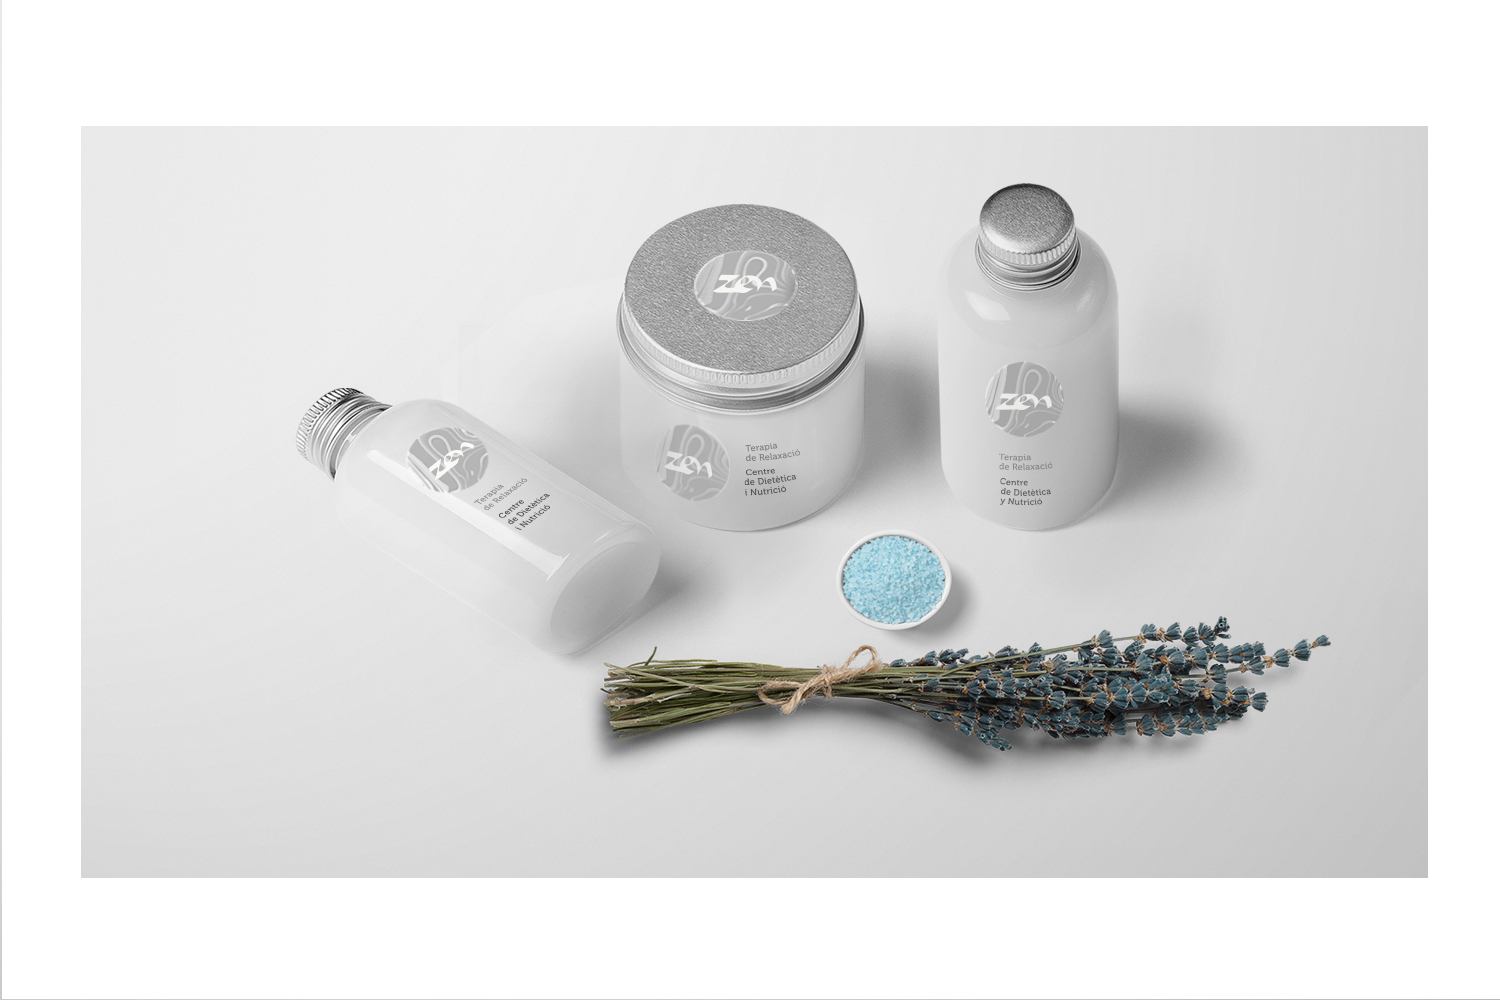 zen
zen
Terapia
de Relaxació
Centre
de Dietètica
i Nutrició
zen
Terapia
de Relaxació
Centre
de Dietètica
y Nutrició
zen
Terapia
de Relaxació
Centre
de Dietètica
i Nutrició